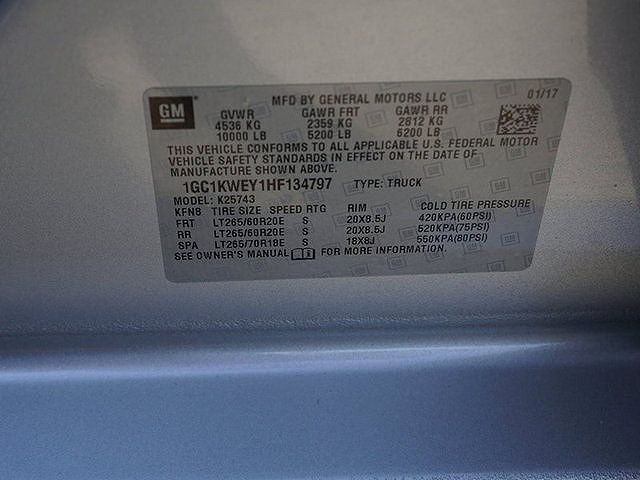 GM
MFD BY GENERAL MOTORS LLC 01/17
GVWR GAWR FRT GAWR RR
4536 KG 2359 KG 2812 KG
10000 LB 5200 LB 6200 LB
THIS VEHICLE CONFORMS TO ALL APPLICABLE U.S. FEDERAL MOTOR
VEHICLE SAFETY STANDARDS IN EFFECT ON THE DATE OF
MANUFACTURE SHOWN ABOVE.
1GC1KWEY1HF134797 TYPE: TRUCK
MODEL: K25743
KFNB TIRE SIZE SPEED RTG RIM COLD TIRE PRESSURE
FRT LT265/60R20E S 20X8.5J 420KPA(60PSI)
RR LT265/60R20E S 20X8.5J 520KPA(75PSI)
SPA LT265/70R18E S 18X8J 550KPA(80PSI)
SEE OWNER'S MANUAL FOR MORE INFORMATION.